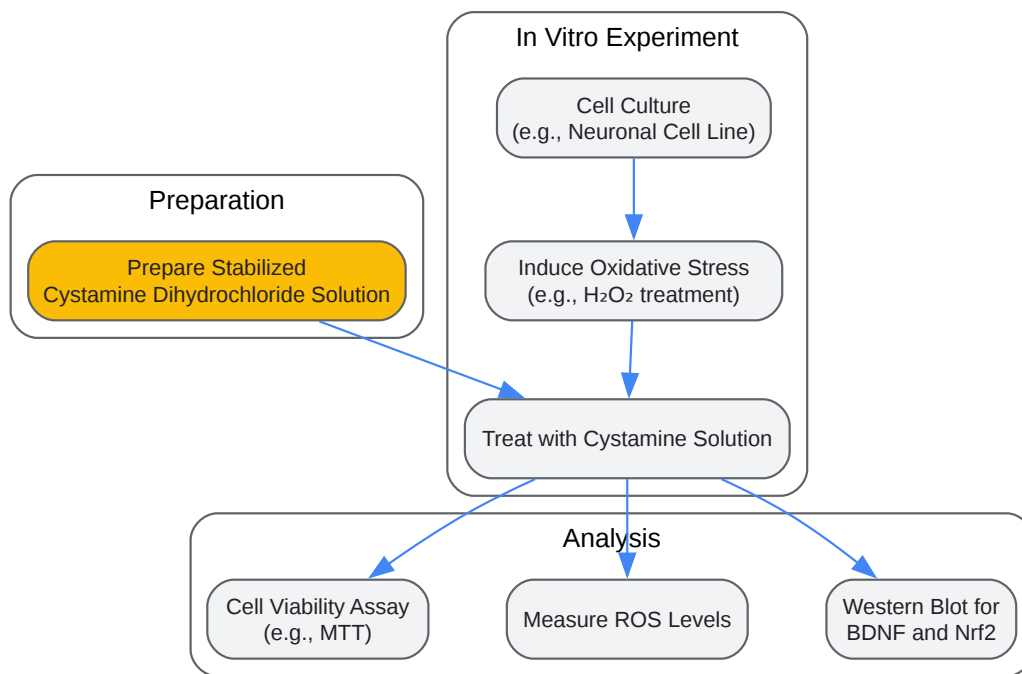 In Vitro Experiment
Cell Culture
(e.g., Neuronal Cell Line)
Preparation
Prepare Stabilized
Cystamine Dihydrochloride Solution
Induce Oxidative Stress
(e.g., H₂O₂ treatment)
Treat with Cystamine Solution
Analysis
Cell Viability Assay
(e.g., MTT)
Measure ROS Levels
Western Blot for
BDNF and Nrf2